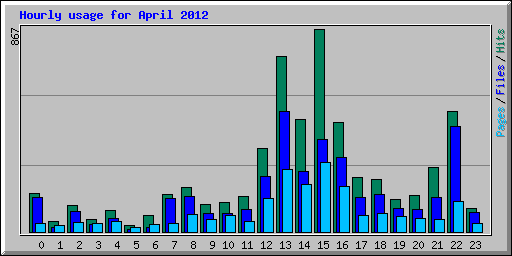 Hourly usage for April 2012
867
Pages / Files / Hits
0 1 2 3 4 5 6 7 8 9 10 11 12 13 14 15 16 17 18 19 20 21 22 23